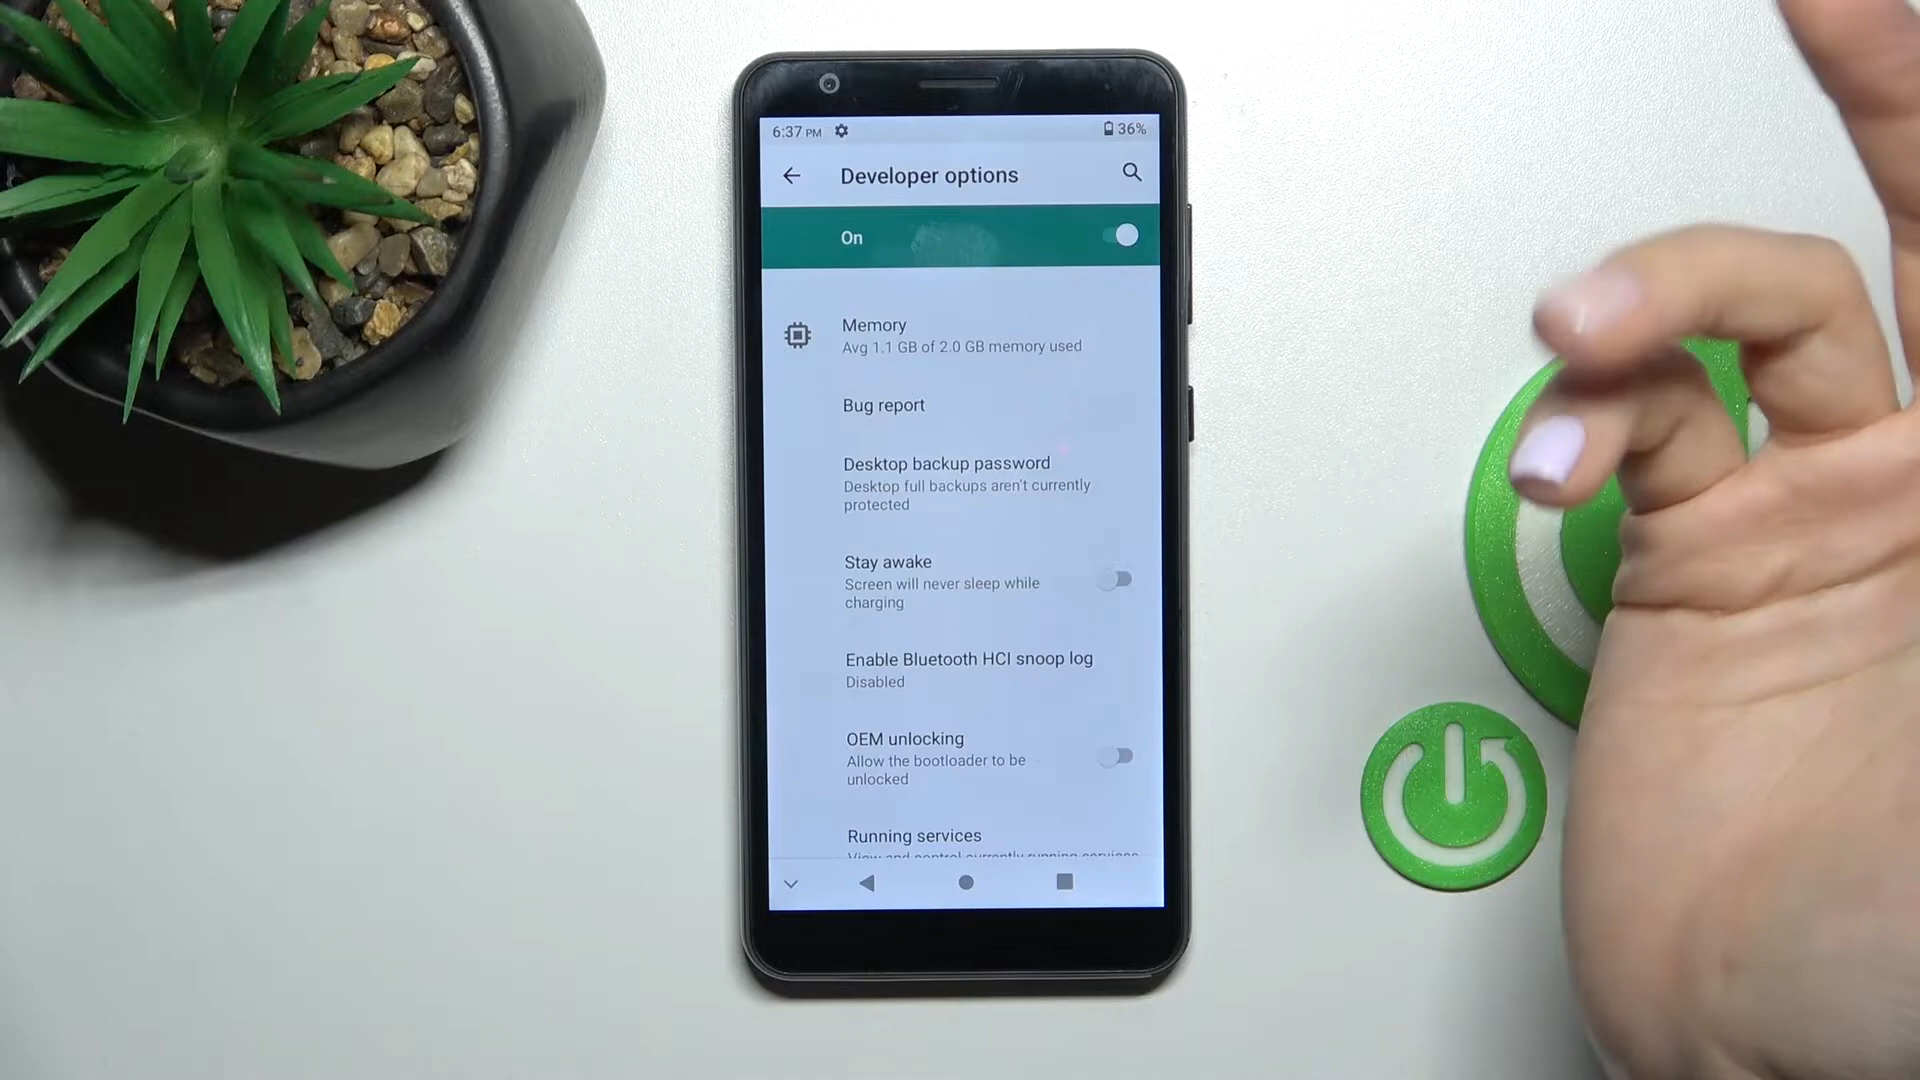 6:37 PM
36%
Developer options
On
Memory
Avg 1.1 GB of 2.0 GB memory used
Bug report
Desktop backup password
Desktop full backups aren't currently
protected
Stay awake
Screen will never sleep while
charging
Enable Bluetooth HCI snoop log
Disabled
OEM unlocking
Allow the bootloader to be
unlocked
Running services
View and control currently running services